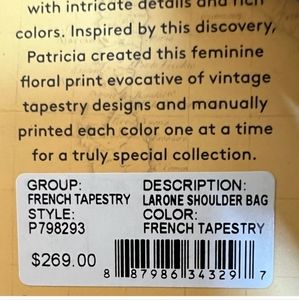 with intricate details and rich
colors. Inspired by this discovery,
Patricia created this feminine
floral print evocative of vintage
tapestry designs and manually
printed each color one at a time
for a truly special collection.
GROUP: DESCRIPTION:
FRENCH TAPESTRY LARONE SHOULDER BAG
STYLE: COLOR:
P798293 FRENCH TAPESTRY
$269.00
8 87986 34329 7